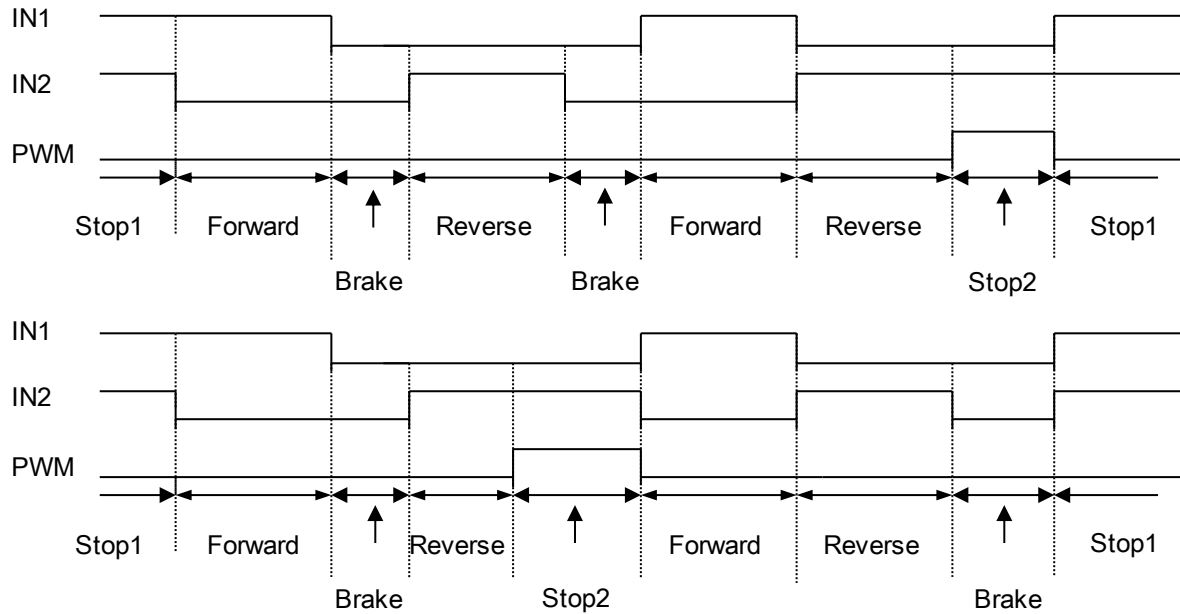 IN1
IN2
PWM
Stop1 Forward Reverse Forward Reverse Stop1
Brake Brake Stop2
IN1
IN2
PWM
Stop1 Forward Reverse Forward Reverse Stop1
Brake Stop2 Brake